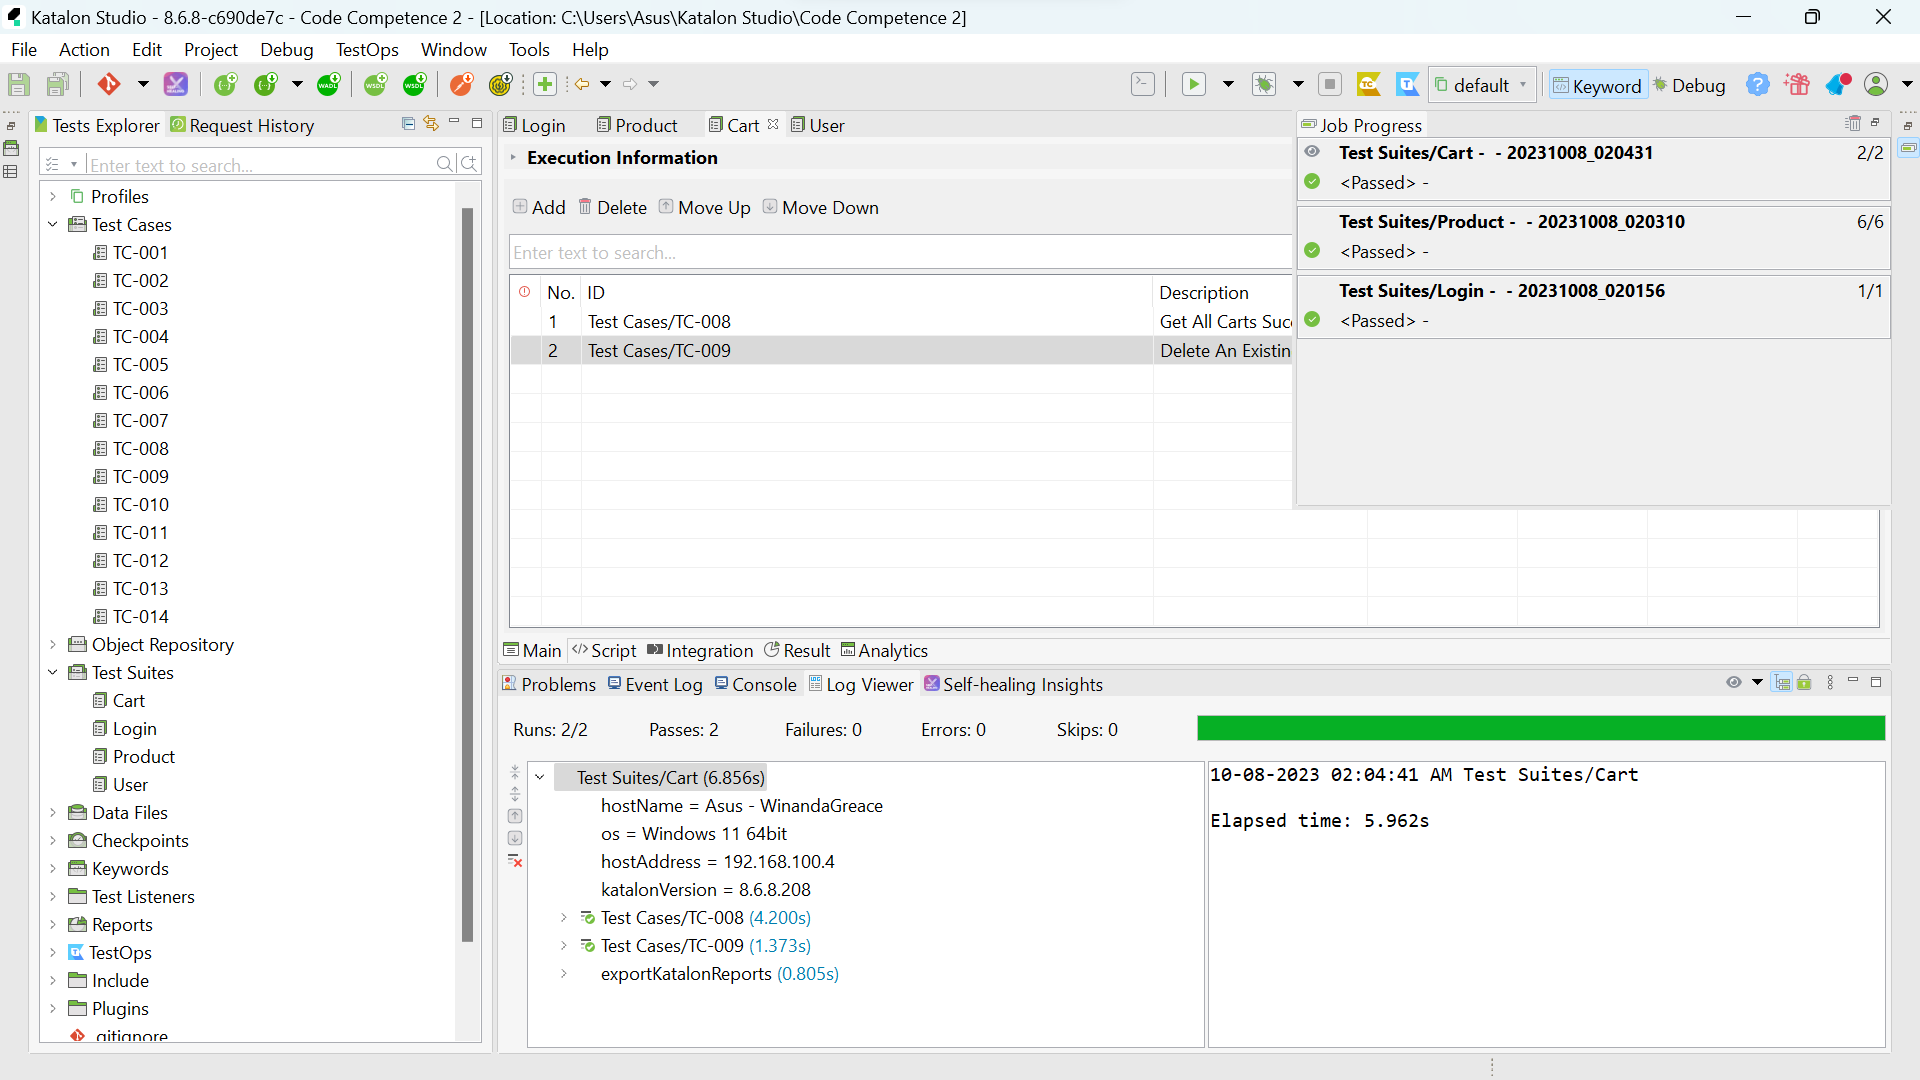 Katalon Studio - 8.6.8-c690de7c - Code Competence 2 - [Location: C:\Users\Asus\Katalon Studio\Code Competence 2]
File Action Edit Project Debug TestOps Window Tools Help
default Keyword Debug
Tests Explorer Request History
Enter text to search...
Profiles
Test Cases
TC-001
TC-002
TC-003
TC-004
TC-005
TC-006
TC-007
TC-008
TC-009
TC-010
TC-011
TC-012
TC-013
TC-014
Object Repository
Test Suites
Cart
Login
Product
User
Data Files
Checkpoints
Keywords
Test Listeners
Reports
TestOps
Include
Plugins
.gitignore
Login Product Cart User
Execution Information
Add Delete Move Up Move Down
Enter text to search...
No. ID Description
1 Test Cases/TC-008 Get All Carts Suc
2 Test Cases/TC-009 Delete An Existin
Main Script Integration Result Analytics
Job Progress
Test Suites/Cart - - 20231008_020431 2/2
<Passed> -
Test Suites/Product - - 20231008_020310 6/6
<Passed> -
Test Suites/Login - - 20231008_020156 1/1
<Passed> -
Problems Event Log Console Log Viewer Self-healing Insights
Runs: 2/2 Passes: 2 Failures: 0 Errors: 0 Skips: 0
Test Suites/Cart (6.856s)
hostName = Asus - WinandaGreace
os = Windows 11 64bit
hostAddress = 192.168.100.4
katalonVersion = 8.6.8.208
Test Cases/TC-008 (4.200s)
Test Cases/TC-009 (1.373s)
exportKatalonReports (0.805s)
10-08-2023 02:04:41 AM Test Suites/Cart
Elapsed time: 5.962s